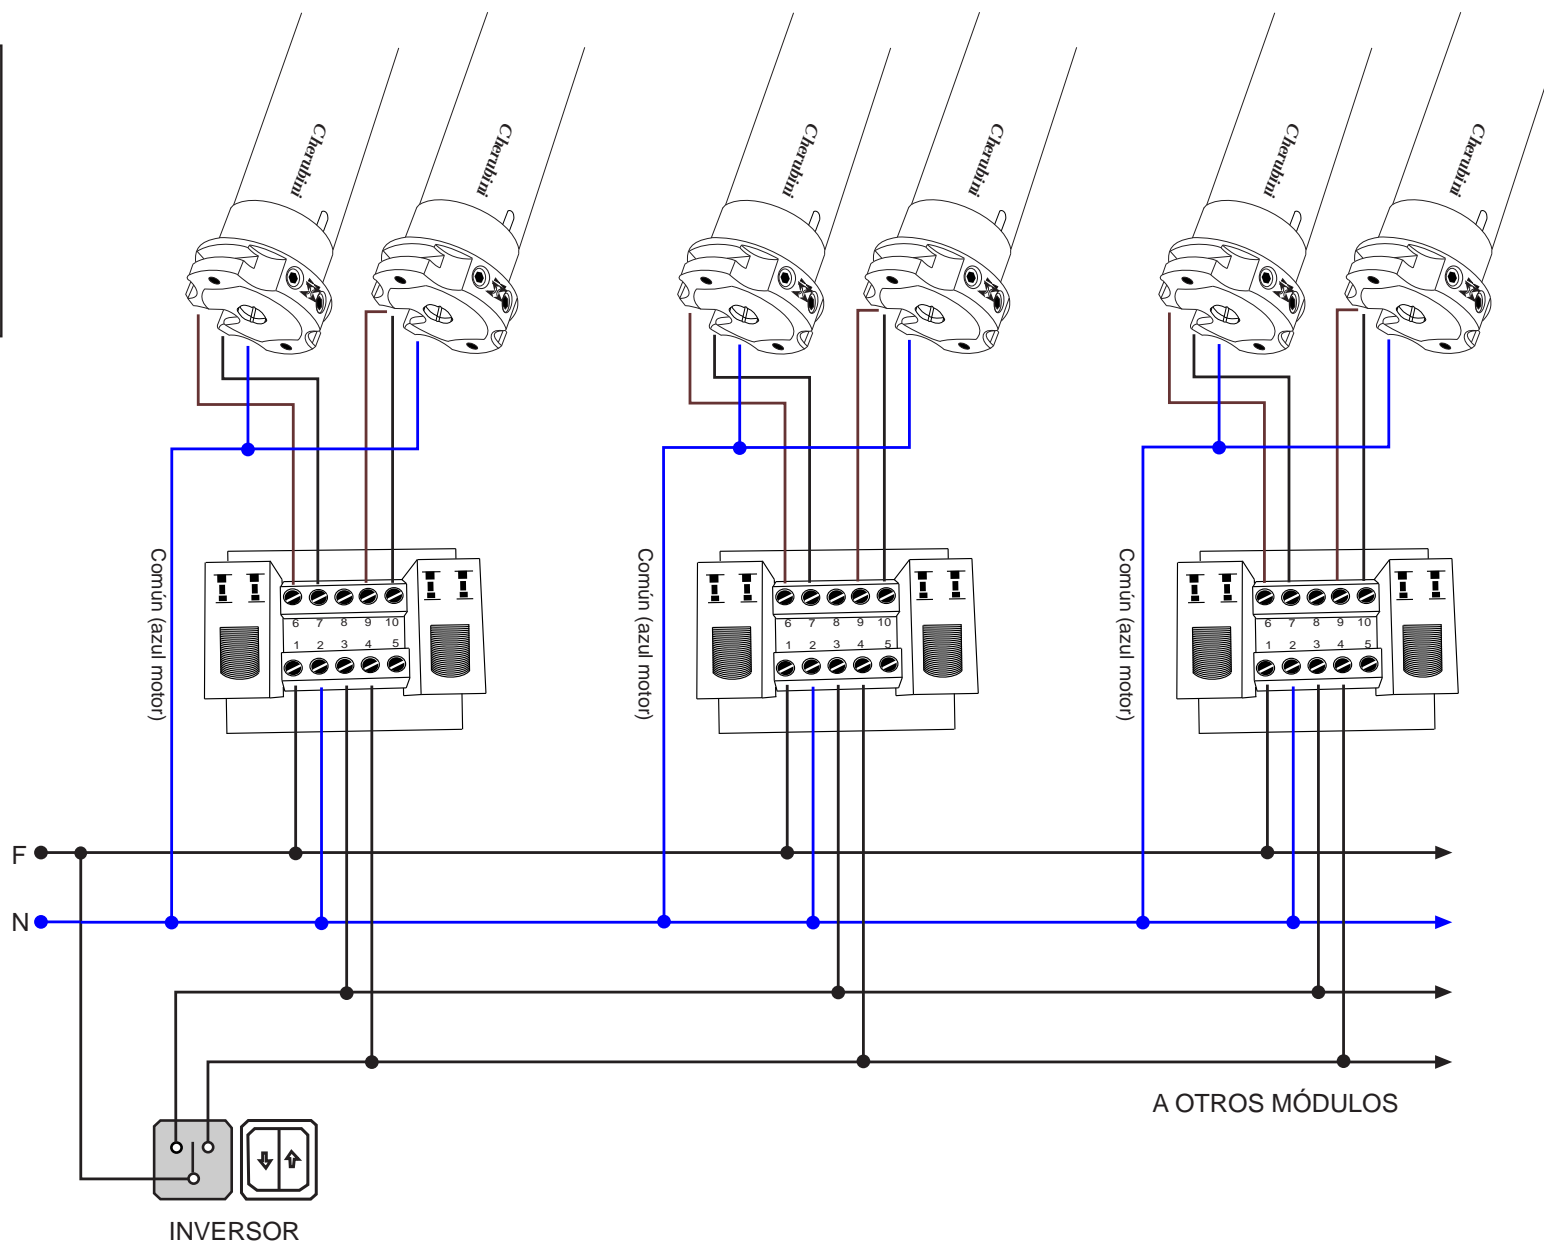 Cherubini
Cherubini
Cherubini
Cherubini
Cherubini
Cherubini
Común (azul motor)
6 7 8 9 10
1 2 3 4 5
Común (azul motor)
6 7 8 9 10
1 2 3 4 5
Común (azul motor)
6 7 8 9 10
1 2 3 4 5
F
N
A OTROS MÓDULOS
INVERSOR